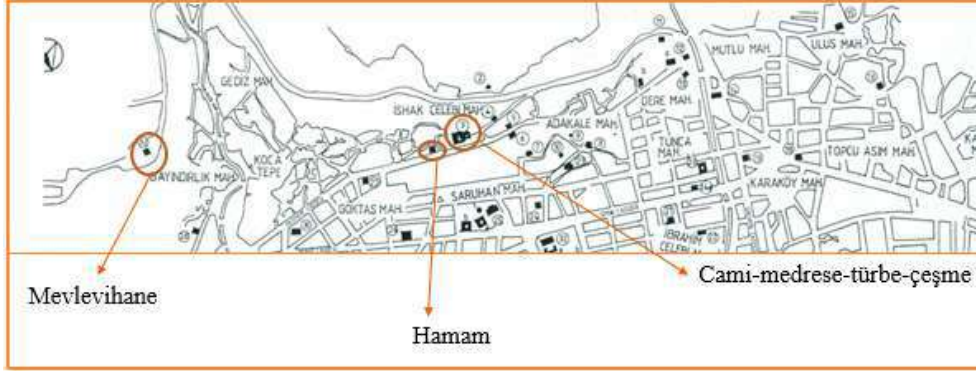 MUTLU MAH.
ULUS MAH.
GEDİZ MAH.
DERE MAH.
İSHAK ÇELEBİ MAH.
ADAKALE MAH.
TUNCA
MAH.
TOPÇU ASIM MAH.
KOCA
TEPE
BAYINDIRLIK MAH.
SARUHAN MAH.
KARAKÖY MAH.
GÖKTAŞ MAH.
İBRAHİM
ÇELEBİ
Mevlevihane
Hamam
Cami-medrese-türbe-çeşme